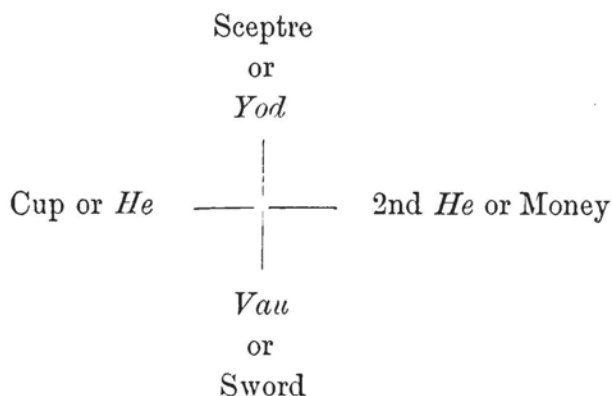 Sceptre
or
Yod
Cup or He
2nd He or Money
Vau
or
Sword